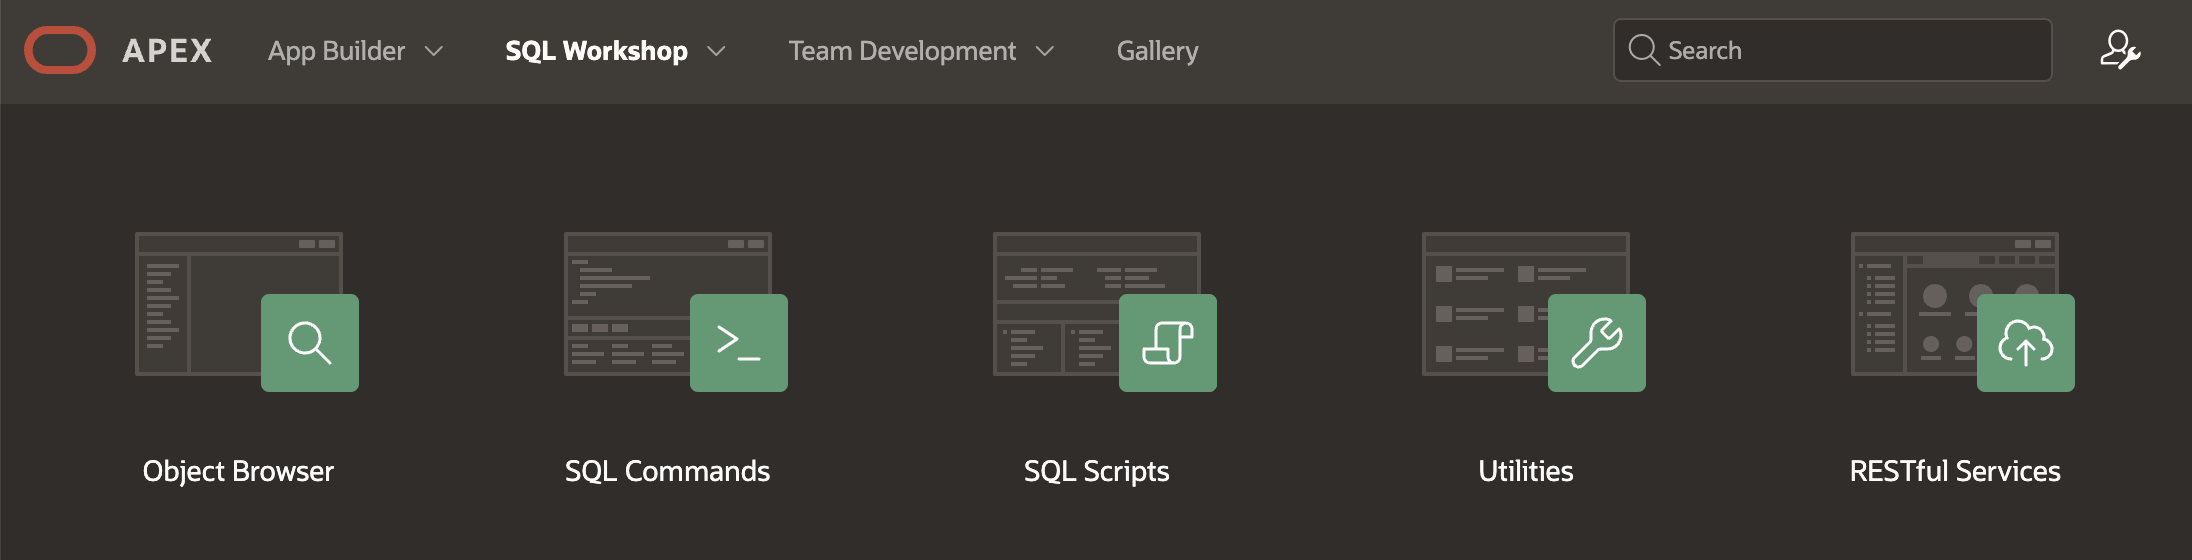 APEX App Builder SQL Workshop Team Development Gallery Search
Object Browser SQL Commands SQL Scripts Utilities RESTful Services